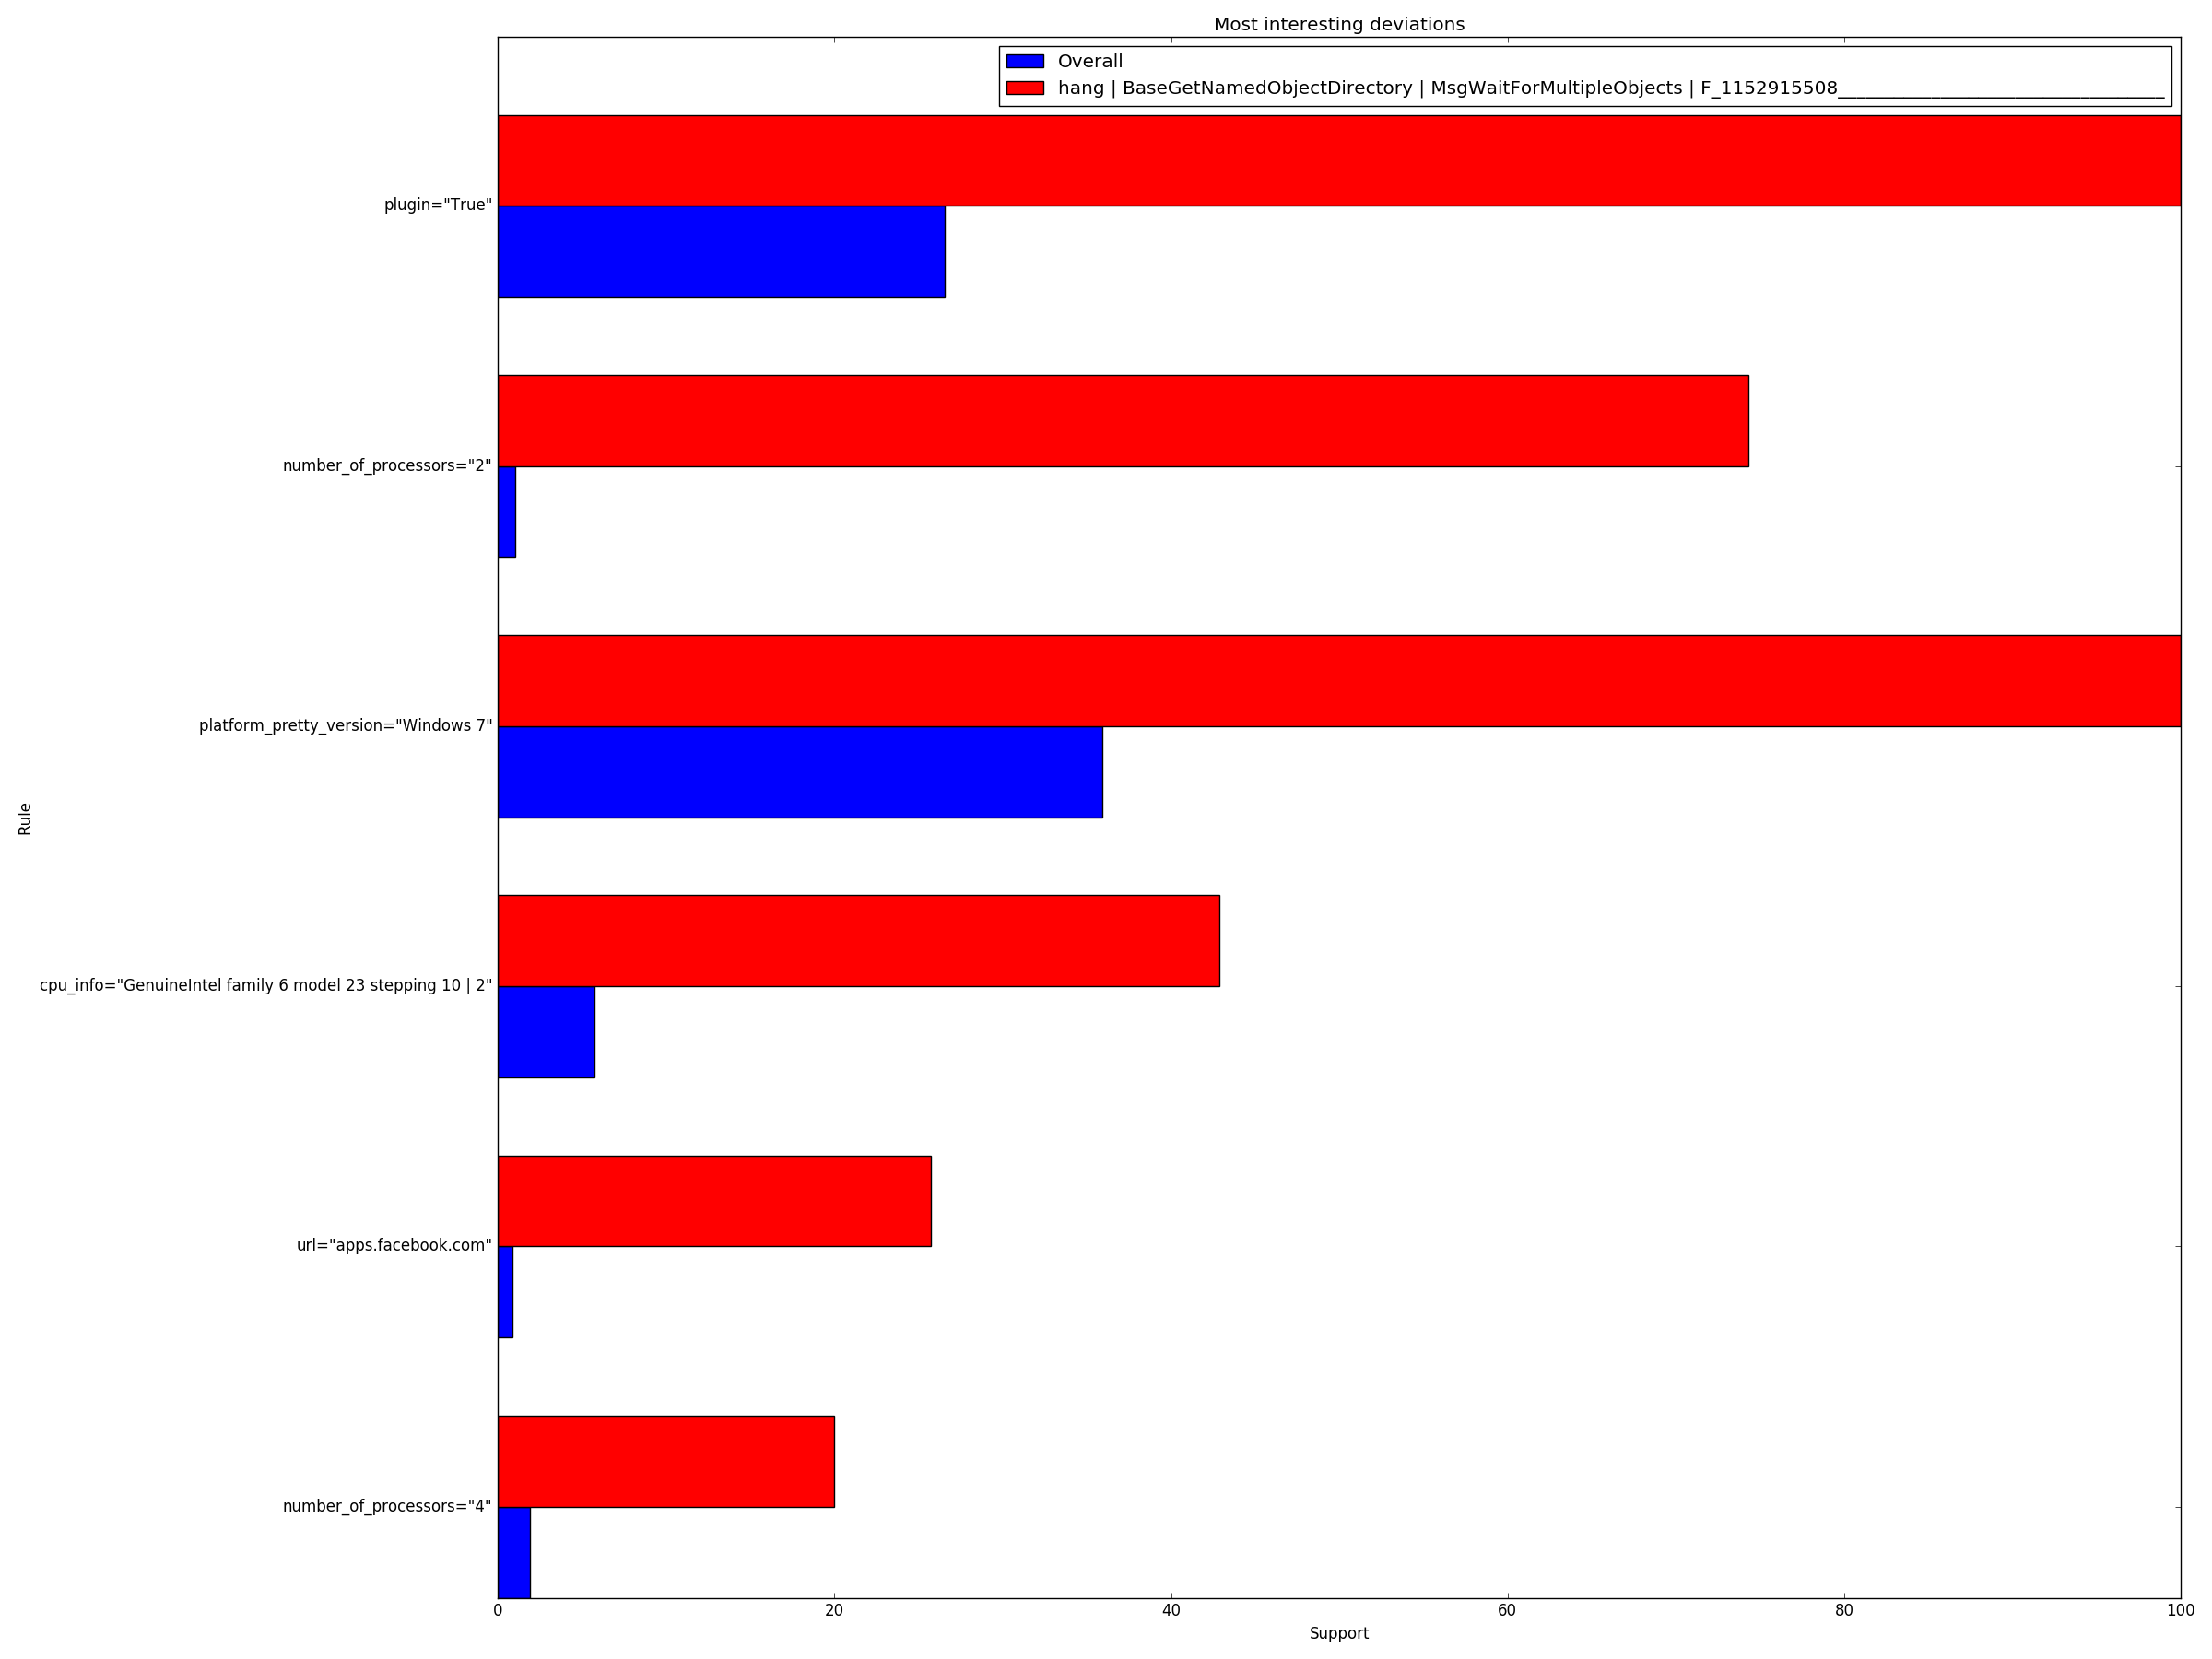 Most interesting deviations
Overall
hang | BaseGetNamedObjectDirectory | MsgWaitForMultipleObjects | F_1152915508___________________________________
plugin="True"
number_of_processors="2"
platform_pretty_version="Windows 7"
Rule
cpu_info="GenuineIntel family 6 model 23 stepping 10 | 2"
url="apps.facebook.com"
number_of_processors="4"
0 20 40 60 80 100
Support